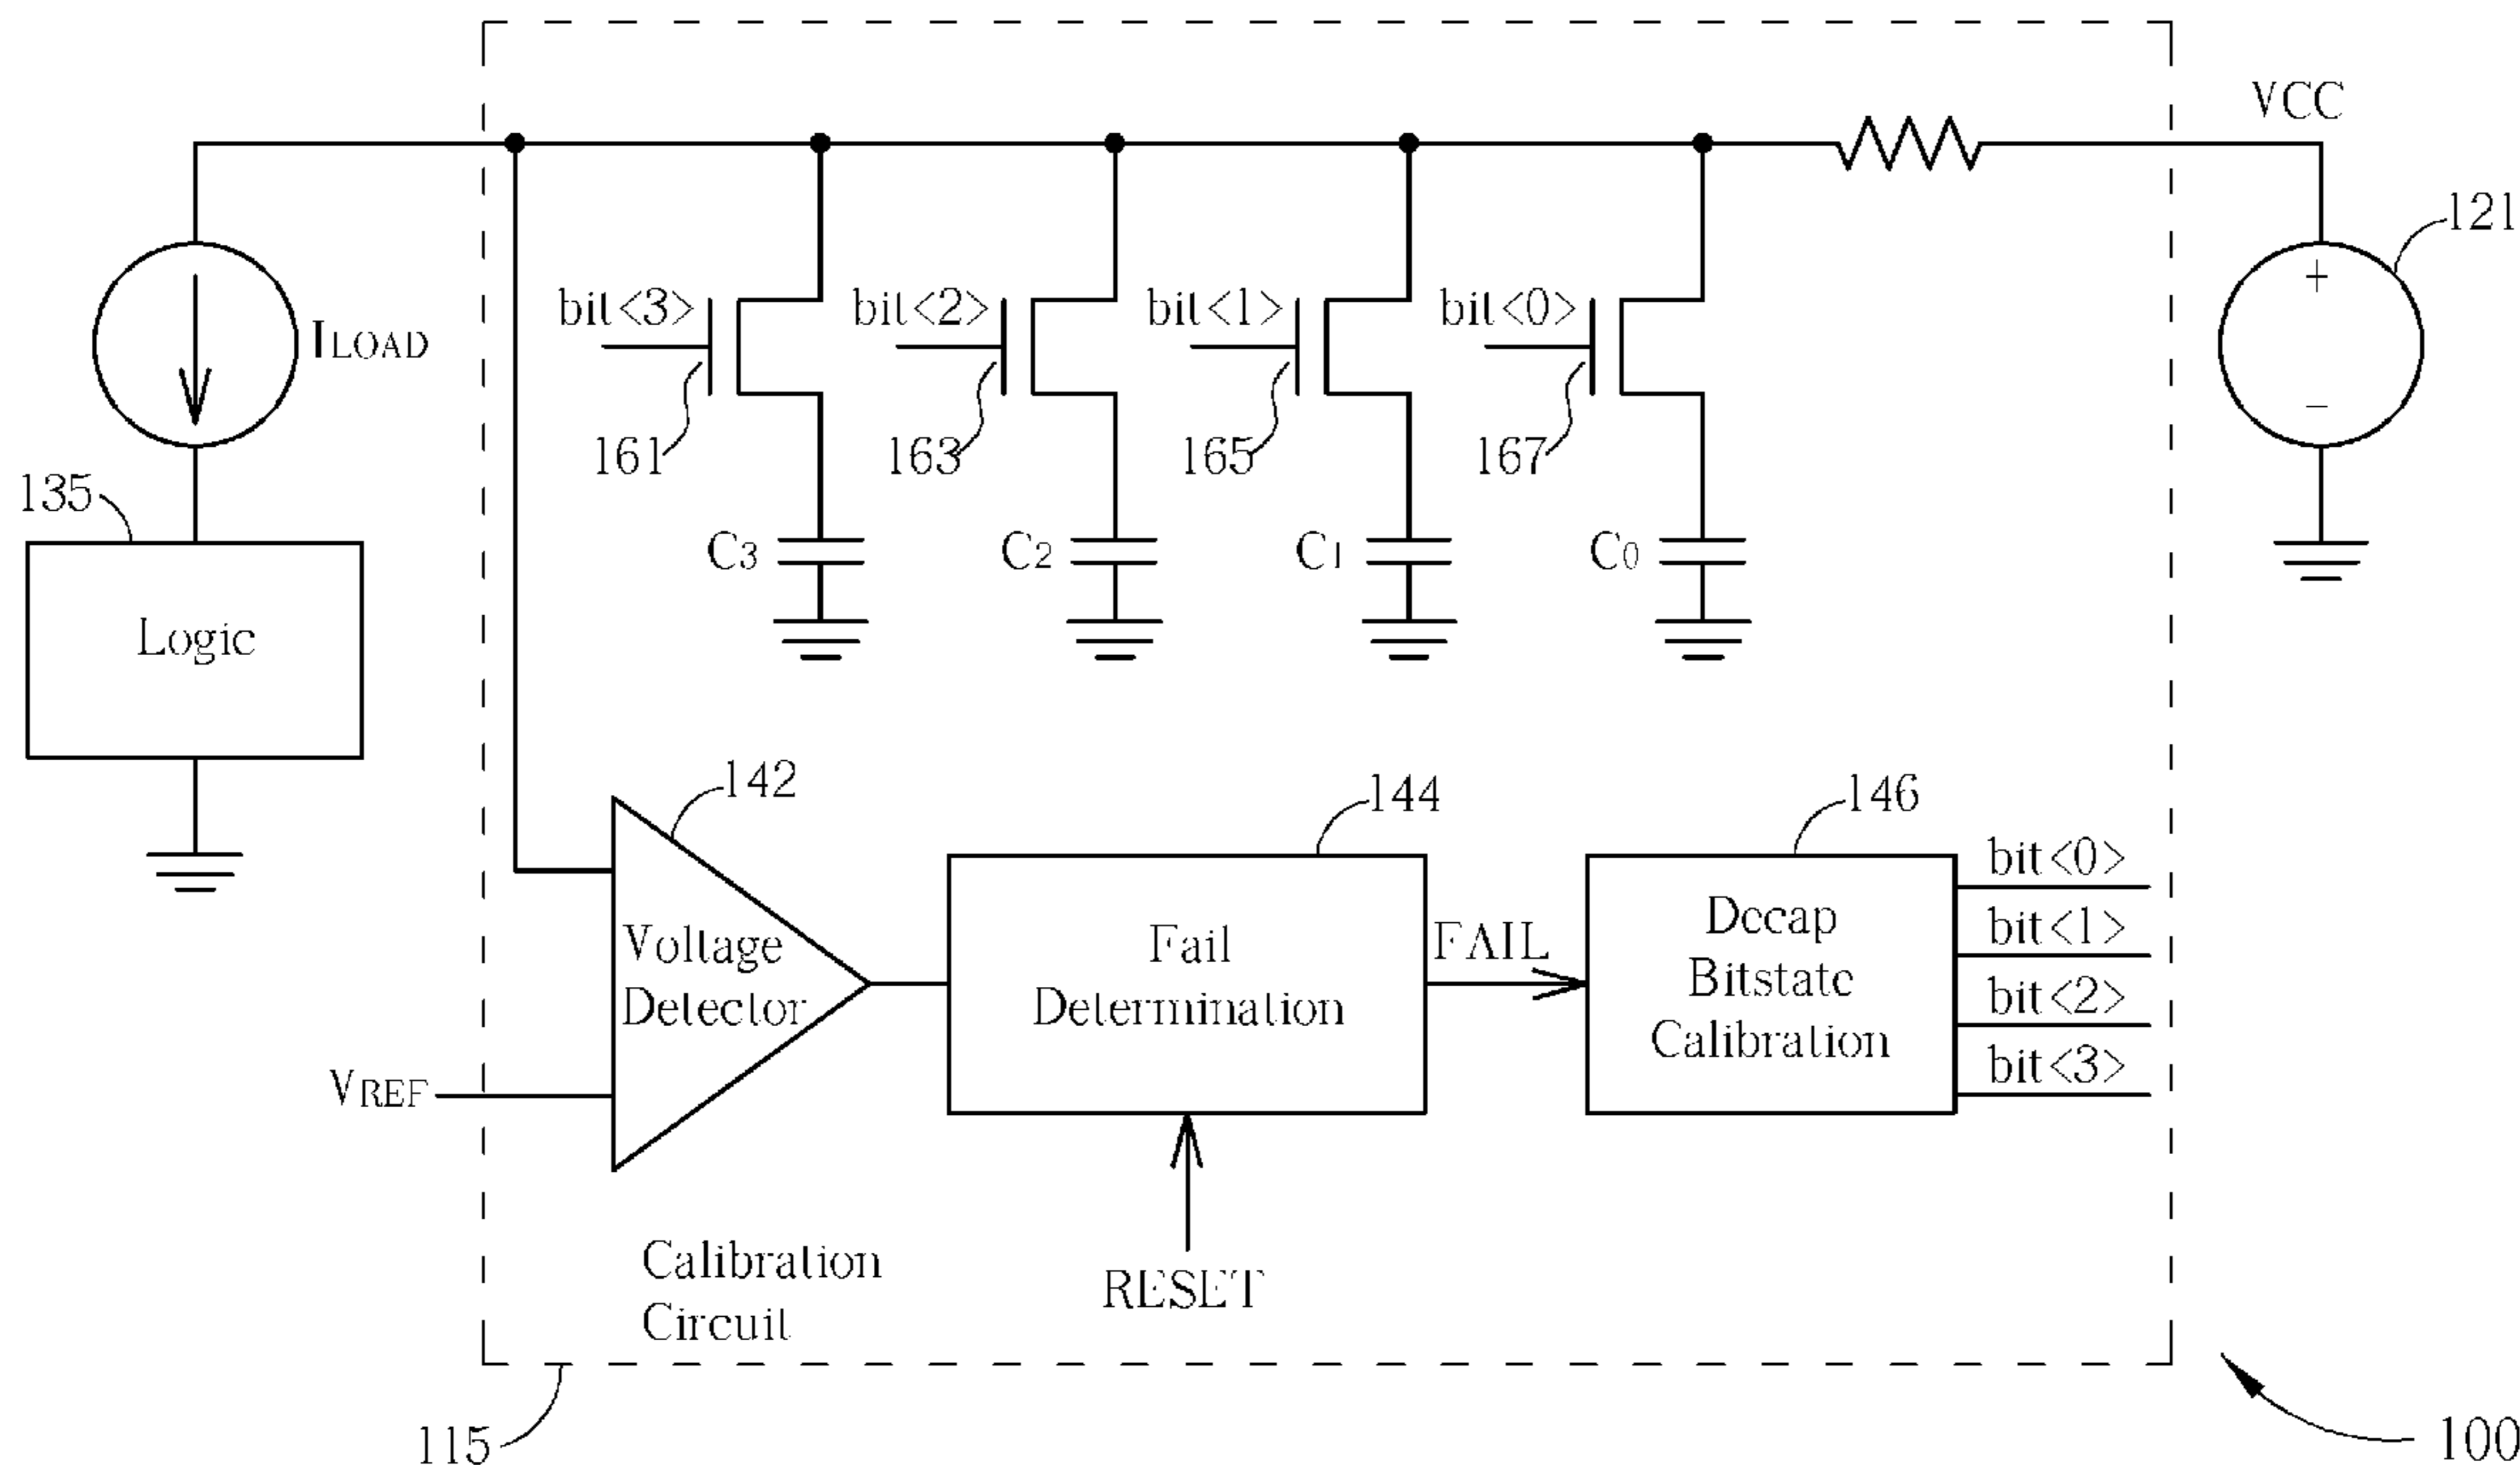 VCC
121
ILOAD
bit<3>
bit<2>
bit<1>
bit<0>
161
163
165
167
135
C3
C2
C1
C0
Logic
142
144
146
Voltage
Detector
Fail
Determination
FAIL
Decap
Bitstate
Calibration
bit<0>
bit<1>
bit<2>
bit<3>
VREF
RESET
Calibration
Circuit
115
100